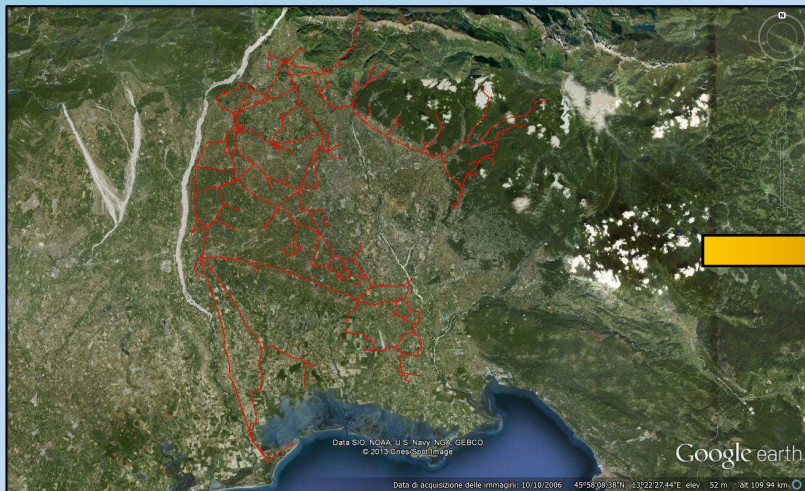 N
Data SIO, NOAA, U.S. Navy, NGA, GEBCO
© 2013 Cnes/Spot Image
Google earth
Data di acquisizione delle immagini: 10/10/2006 45°58'08.38"N 13°22'27.44"E elev 52 m alt 109.94 km